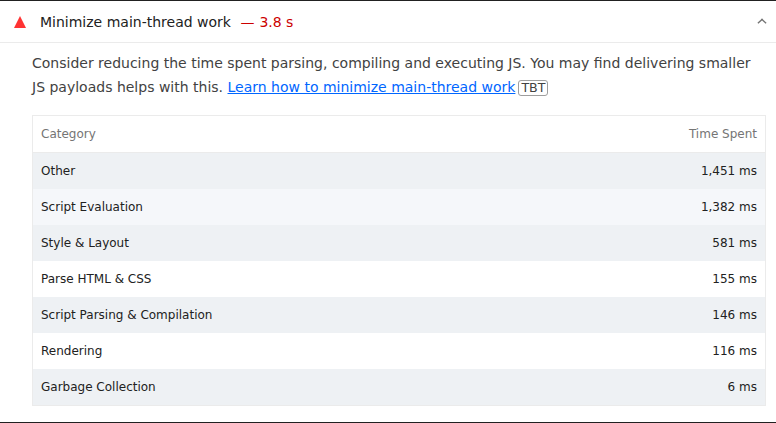 Minimize main-thread work — 3.8 s
Consider reducing the time spent parsing, compiling and executing JS. You may find delivering smaller
JS payloads helps with this. Learn how to minimize main-thread work TBT
Category Time Spent
Other 1,451 ms
Script Evaluation 1,382 ms
Style & Layout 581 ms
Parse HTML & CSS 155 ms
Script Parsing & Compilation 146 ms
Rendering 116 ms
Garbage Collection 6 ms